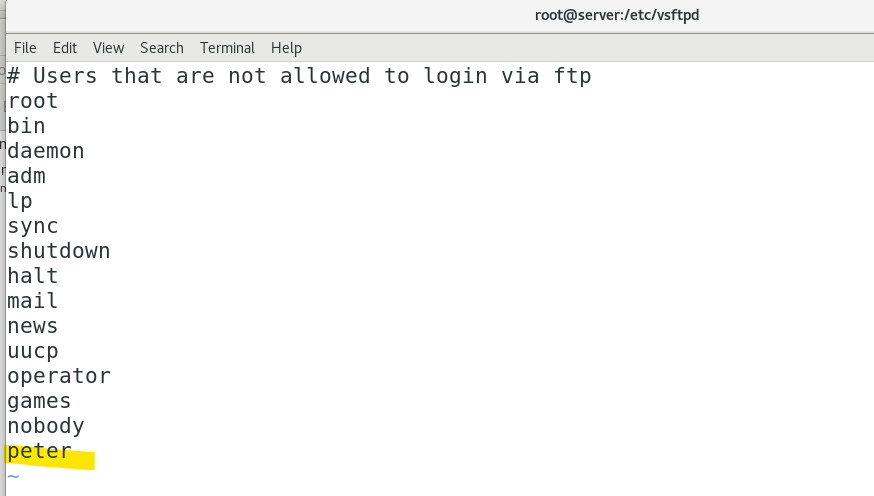 root@server:/etc/vsftpd
File Edit View Search Terminal Help
# Users that are not allowed to login via ftp
root
bin
daemon
adm
lp
sync
shutdown
halt
mail
news
uucp
operator
games
nobody
peter
~